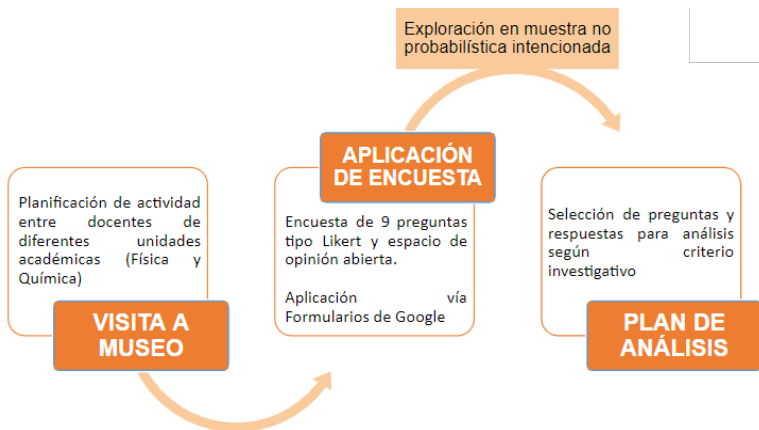 Exploración en muestra no
probabilística intencionada
APLICACIÓN
DE ENCUESTA
Planificación de actividad
entre docentes de
diferentes unidades
académicas (Física y
Química)
VISITA A
MUSEO
Encuesta de 9 preguntas
tipo Likert y espacio de
opinión abierta.
Aplicación vía
Formularios de Google
Selección de preguntas y
respuestas para análisis
según criterio
investigativo
PLAN DE
ANÁLISIS